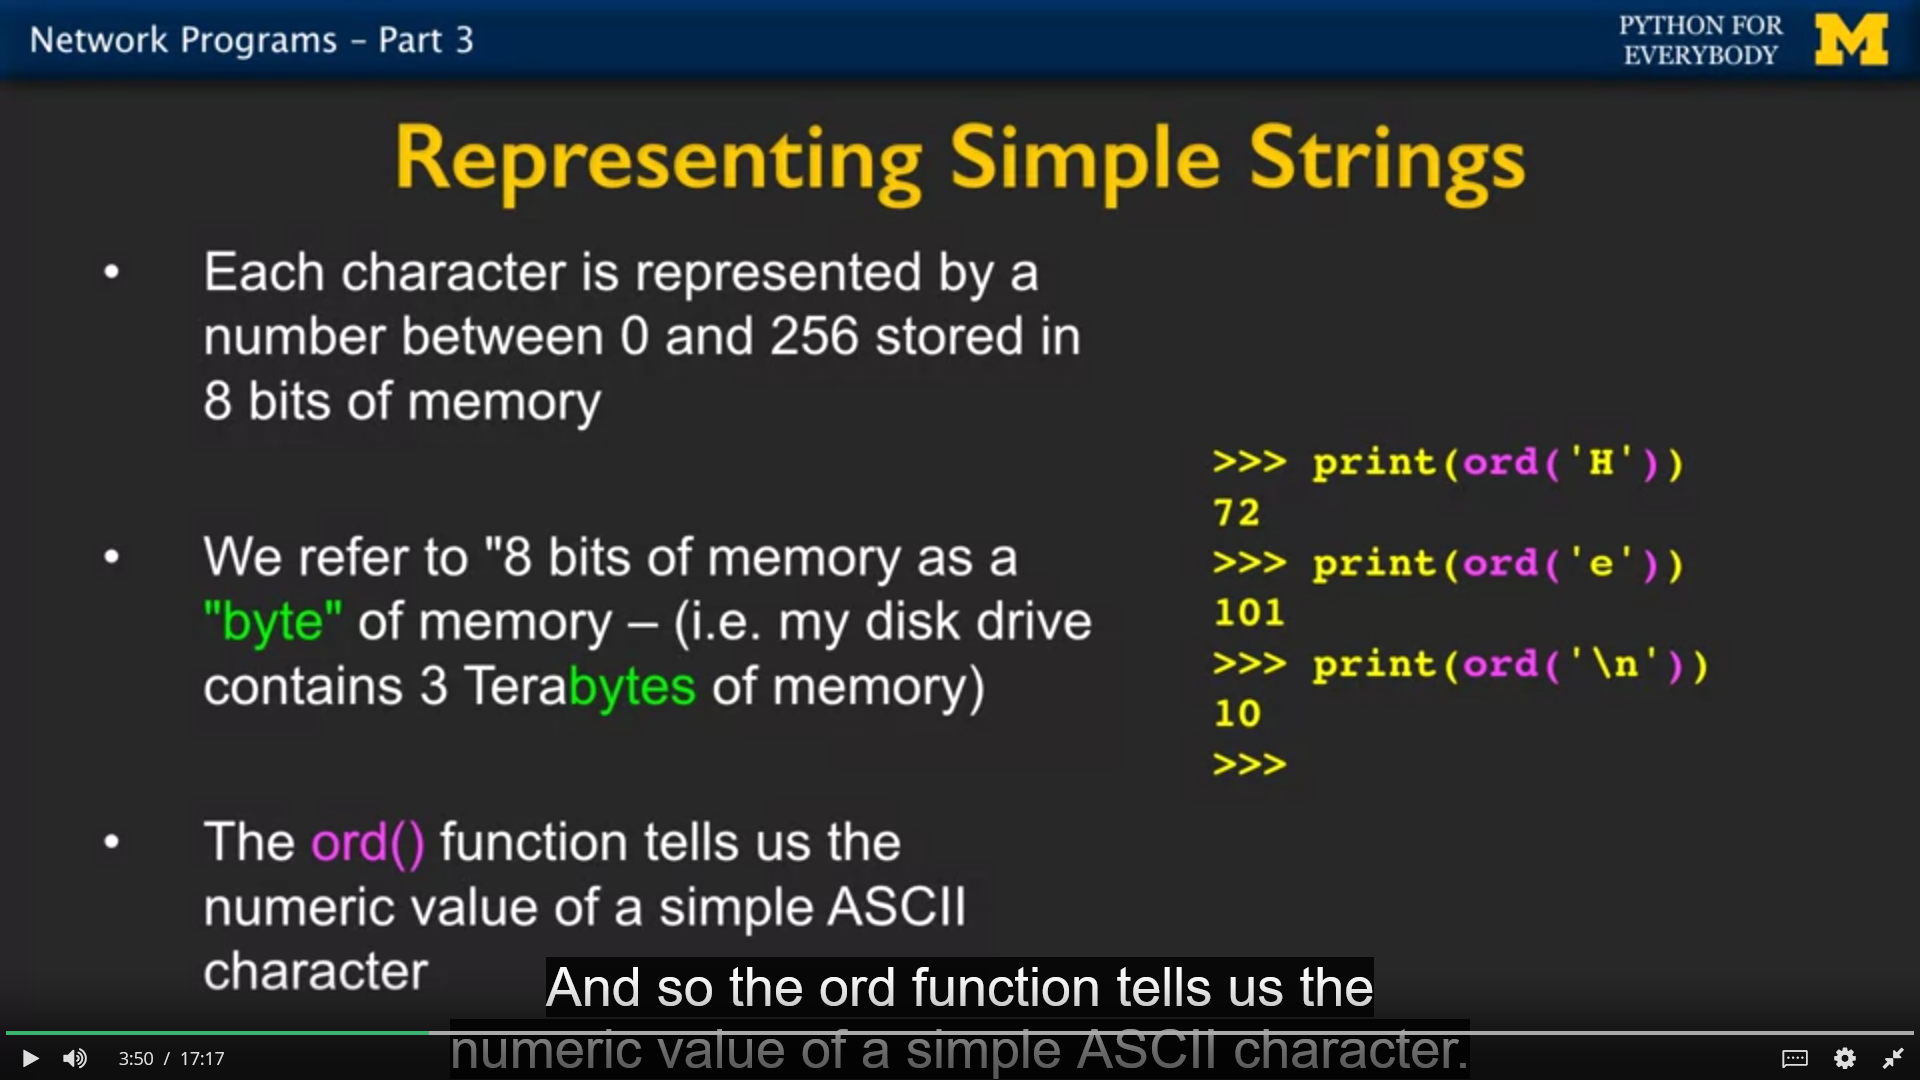 Network Programs – Part 3
PYTHON FOR
EVERYBODY
M
Representing Simple Strings
• Each character is represented by a
number between 0 and 256 stored in
8 bits of memory
• We refer to "8 bits of memory as a
"byte" of memory – (i.e. my disk drive
contains 3 Terabytes of memory)
• The ord() function tells us the
numeric value of a simple ASCII
character
>>> print(ord('H'))
72
>>> print(ord('e'))
101
>>> print(ord('\n'))
10
>>>
And so the ord function tells us the
numeric value of a simple ASCII character.
3:50 / 17:17